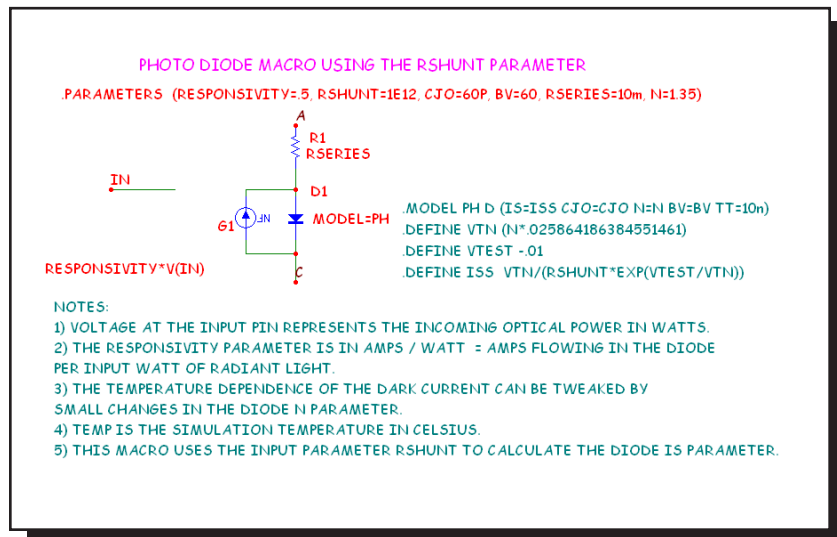 PHOTO DIODE MACRO USING THE RSHUNT PARAMETER
.PARAMETERS (RESPONSIVITY=.5, RSHUNT=1E12, CJO=60P, BV=60, RSERIES=10m, N=1.35)
A
R1
RSERIES
IN
D1
G1
NF
MODEL=PH
RESPONSIVITY*V(IN)
C
.MODEL PH D (IS=ISS CJO=CJO N=N BV=BV TT=10n)
.DEFINE VTN (N*.025864186384551461)
.DEFINE VTEST -.01
.DEFINE ISS VTN/(RSHUNT*EXP(VTEST/VTN))
NOTES:
1) VOLTAGE AT THE INPUT PIN REPRESENTS THE INCOMING OPTICAL POWER IN WATTS.
2) THE RESPONSIVITY PARAMETER IS IN AMPS / WATT = AMPS FLOWING IN THE DIODE
PER INPUT WATT OF RADIANT LIGHT.
3) THE TEMPERATURE DEPENDENCE OF THE DARK CURRENT CAN BE TWEAKED BY
SMALL CHANGES IN THE DIODE N PARAMETER.
4) TEMP IS THE SIMULATION TEMPERATURE IN CELSIUS.
5) THIS MACRO USES THE INPUT PARAMETER RSHUNT TO CALCULATE THE DIODE IS PARAMETER.